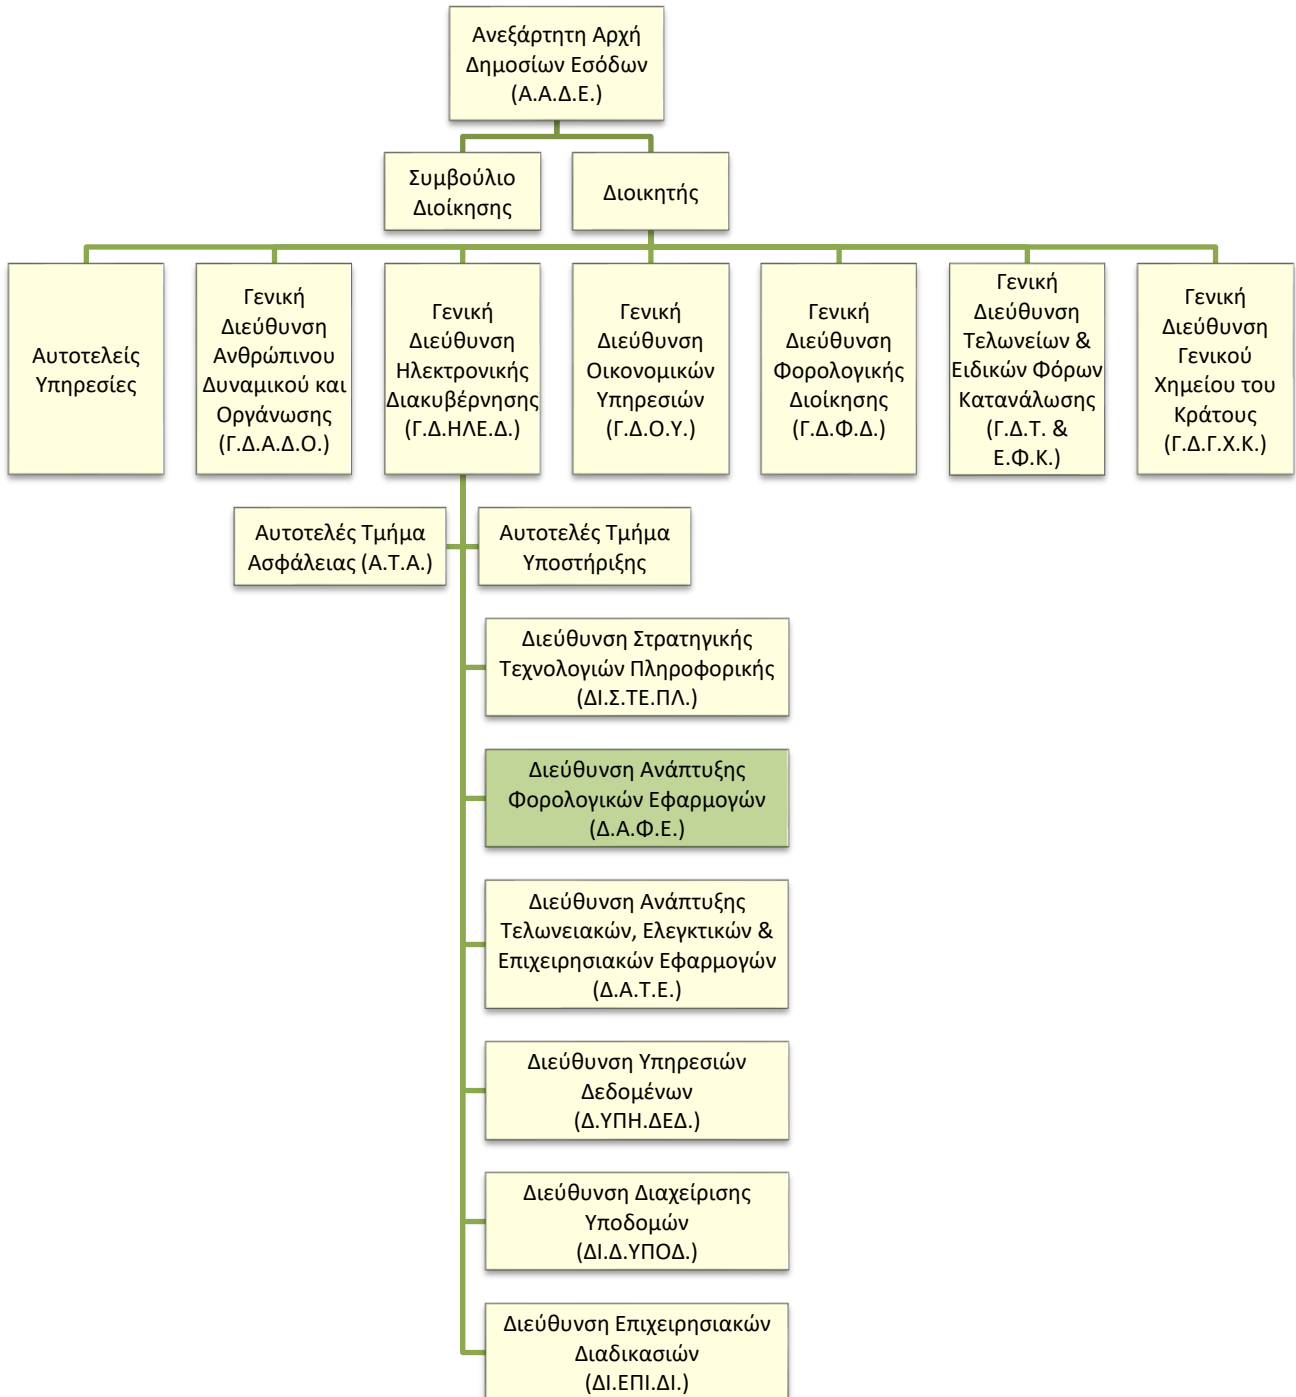 Ανεξάρτητη Αρχή
Δημοσίων Εσόδων
(Α.Α.Δ.Ε.)
Συμβούλιο
Διοίκησης
Διοικητής
Αυτοτελείς
Υπηρεσίες
Γενική
Διεύθυνση
Ανθρώπινου
Δυναμικού και
Οργάνωσης
(Γ.Δ.Α.Δ.Ο.)
Γενική
Διεύθυνση
Ηλεκτρονικής
Διακυβέρνησης
(Γ.Δ.ΗΛΕ.Δ.)
Γενική
Διεύθυνση
Οικονομικών
Υπηρεσιών
(Γ.Δ.Ο.Υ.)
Γενική
Διεύθυνση
Φορολογικής
Διοίκησης
(Γ.Δ.Φ.Δ.)
Γενική
Διεύθυνση
Τελωνείων &
Ειδικών Φόρων
Κατανάλωσης
(Γ.Δ.Τ. &
Ε.Φ.Κ.)
Γενική
Διεύθυνση
Γενικού
Χημείου του
Κράτους
(Γ.Δ.Γ.Χ.Κ.)
Αυτοτελές Τμήμα
Ασφάλειας (Α.Τ.Α.)
Αυτοτελές Τμήμα
Υποστήριξης
Διεύθυνση Στρατηγικής
Τεχνολογιών Πληροφορικής
(ΔΙ.Σ.ΤΕ.ΠΛ.)
Διεύθυνση Ανάπτυξης
Φορολογικών Εφαρμογών
(Δ.Α.Φ.Ε.)
Διεύθυνση Ανάπτυξης
Τελωνειακών, Ελεγκτικών &
Επιχειρησιακών Εφαρμογών
(Δ.Α.Τ.Ε.)
Διεύθυνση Υπηρεσιών
Δεδομένων
(Δ.ΥΠΗ.ΔΕΔ.)
Διεύθυνση Διαχείρισης
Υποδομών
(ΔΙ.Δ.ΥΠΟΔ.)
Διεύθυνση Επιχειρησιακών
Διαδικασιών
(ΔΙ.ΕΠΙ.ΔΙ.)